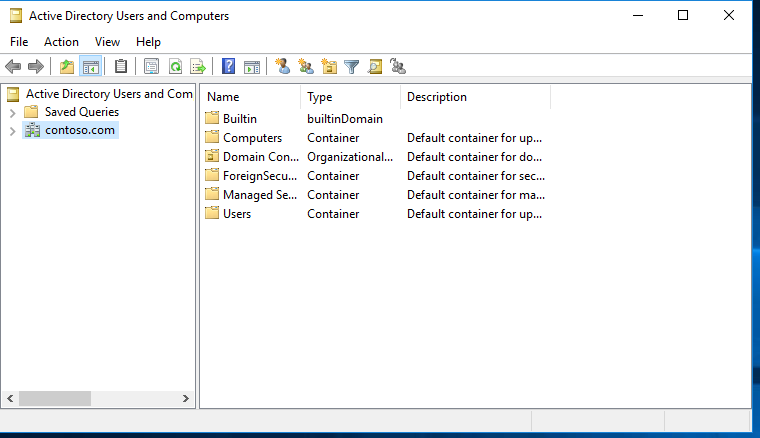 Active Directory Users and Computers
File Action View Help
Active Directory Users and Com
Saved Queries
contoso.com
Name Type Description
Builtin builtinDomain
Computers Container Default container for up...
Domain Con... Organizational... Default container for do...
ForeignSecu... Container Default container for sec...
Managed Se... Container Default container for ma...
Users Container Default container for up...